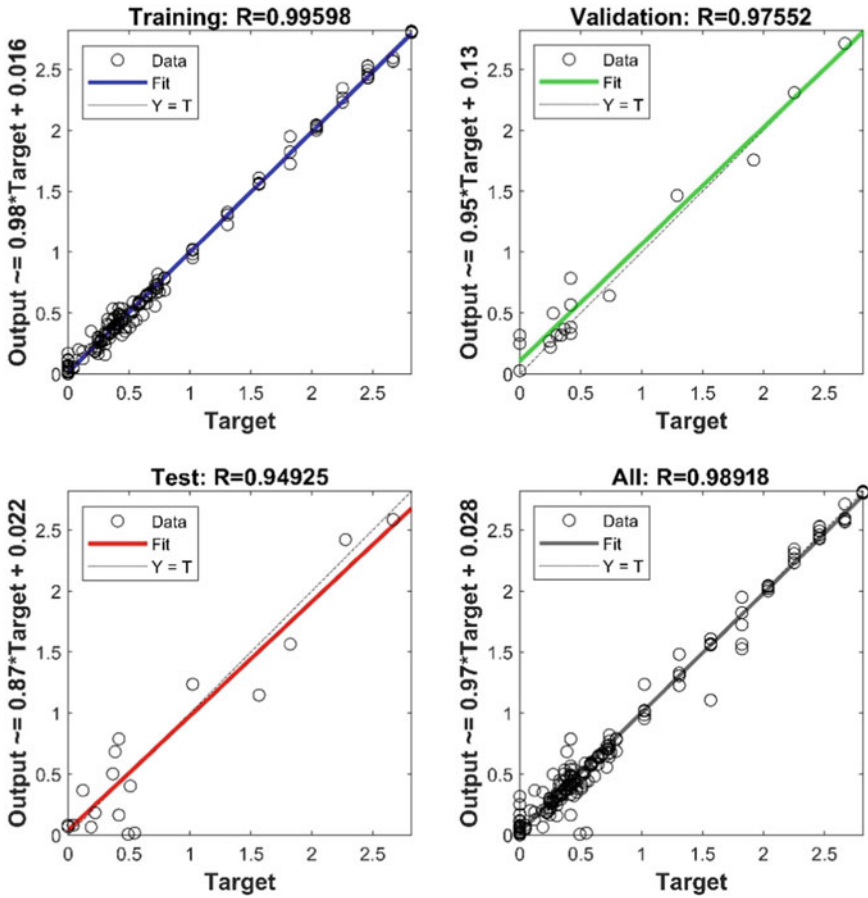 Training: R=0.99598
Output ~= 0.98*Target + 0.016
2.5
2
1.5
1
0.5
0
Data
Fit
Y = T
0 0.5 1 1.5 2 2.5
Target
Validation: R=0.97552
Output ~= 0.95*Target + 0.13
2.5
2
1.5
1
0.5
0
Data
Fit
Y = T
0 0.5 1 1.5 2 2.5
Target
Test: R=0.94925
Output ~= 0.87*Target + 0.022
2.5
2
1.5
1
0.5
0
Data
Fit
Y = T
0 0.5 1 1.5 2 2.5
Target
All: R=0.98918
Output ~= 0.97*Target + 0.028
2.5
2
1.5
1
0.5
0
Data
Fit
Y = T
0 0.5 1 1.5 2 2.5
Target